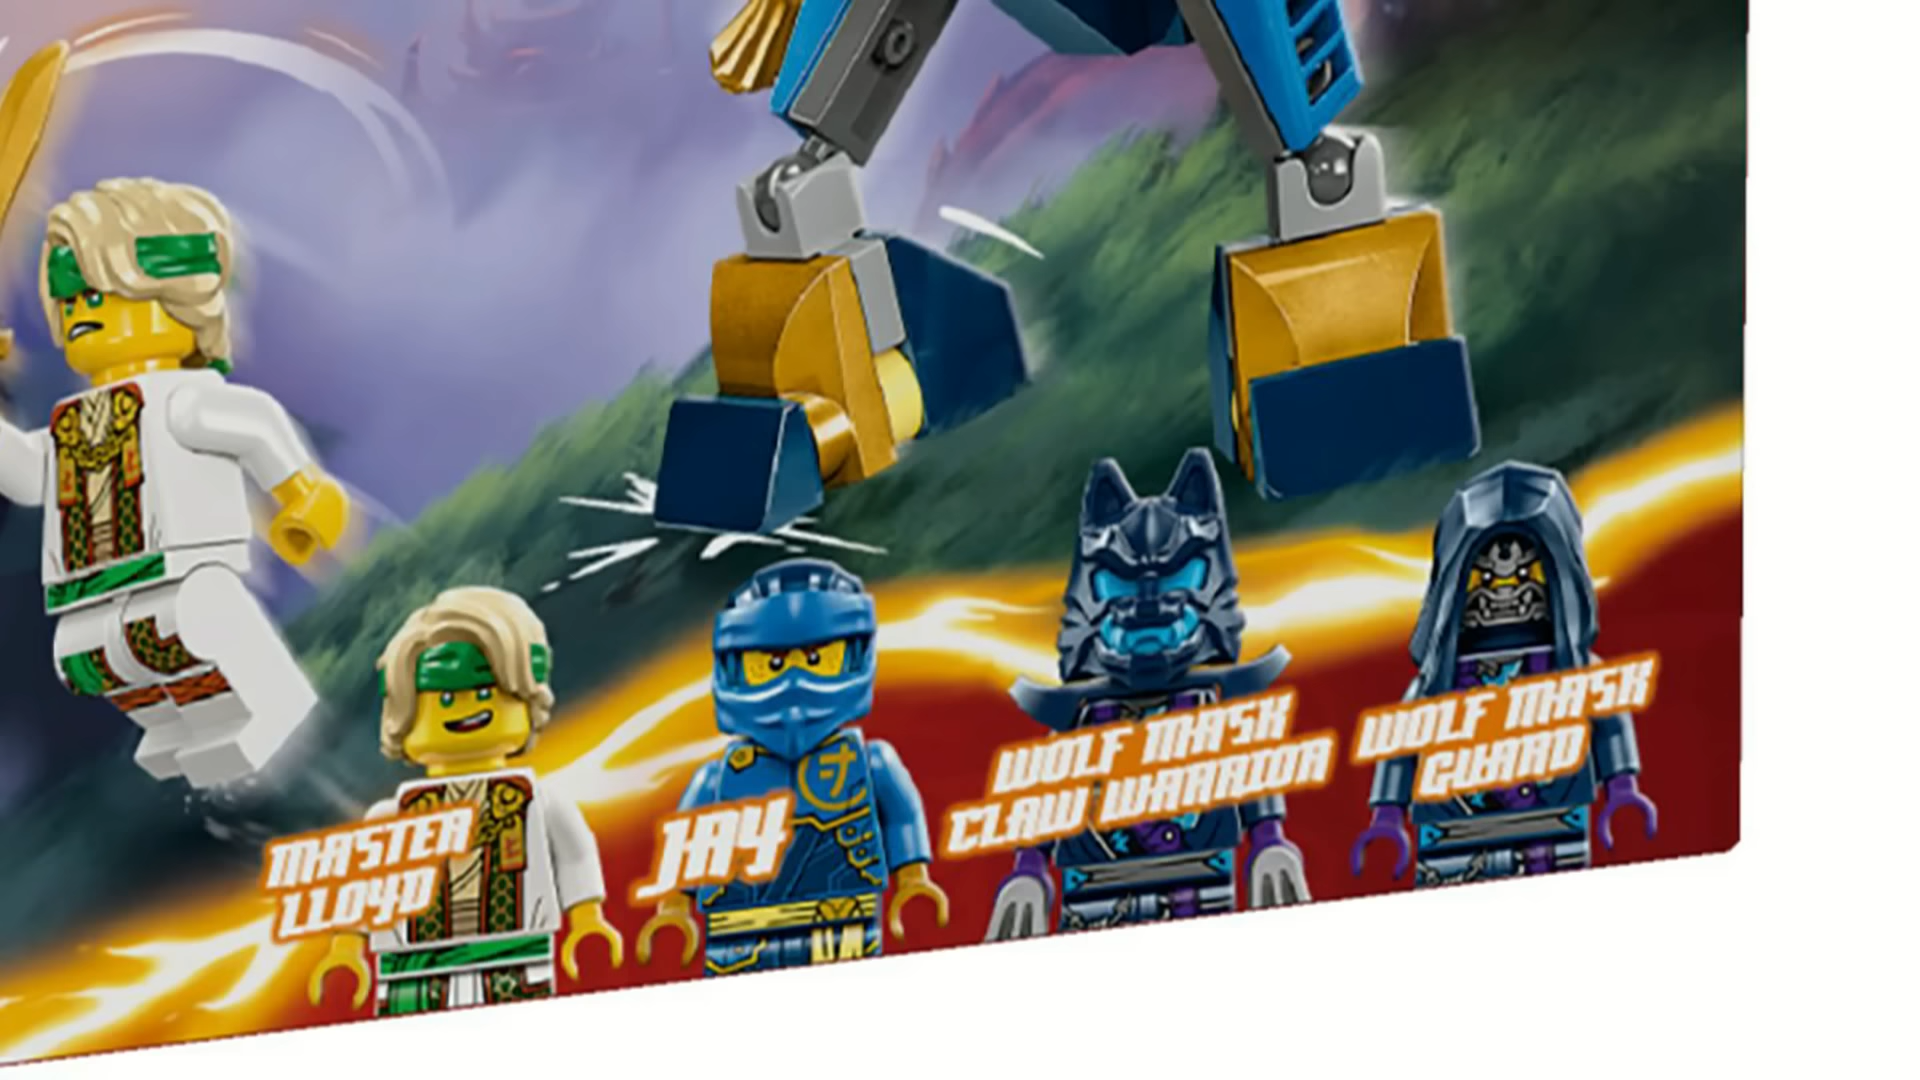 MASTER
LLOYD
JAY
WOLF MASK
CLAW WARRIOR
WOLF MASK
GUARD